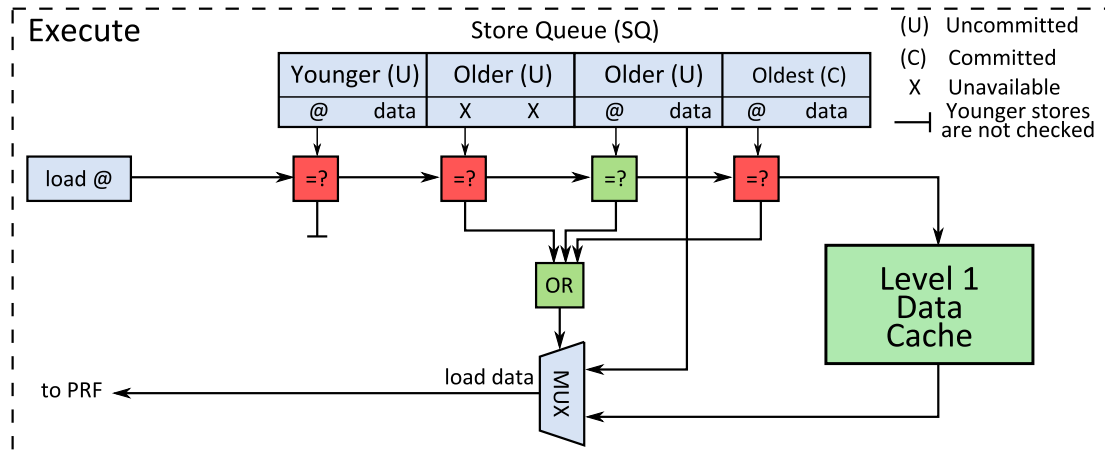 Execute
Store Queue (SQ)
(U) Uncommitted
(C) Committed
X Unavailable
Younger stores
are not checked
Younger (U) Older (U) Older (U) Oldest (C)
@ data X X @ data @ data
load @ =? =? =? =?
OR
Level 1
Data
Cache
MUX
load data
to PRF